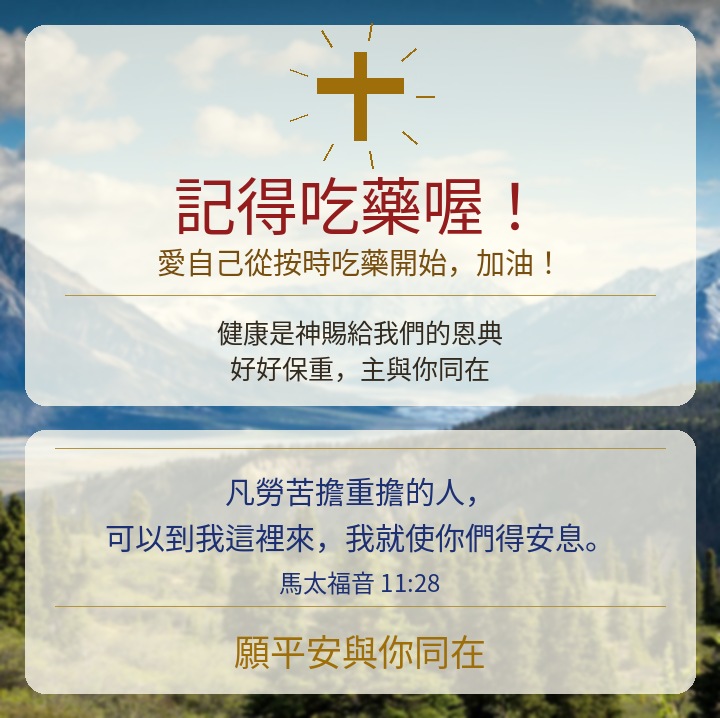 記得吃藥喔！
愛自己從按時吃藥開始，加油！
健康是神賜給我們的恩典
好好保重，主與你同在
凡勞苦擔重擔的人，
可以到我這裡來，我就使你們得安息。
馬太福音 11:28
願平安與你同在